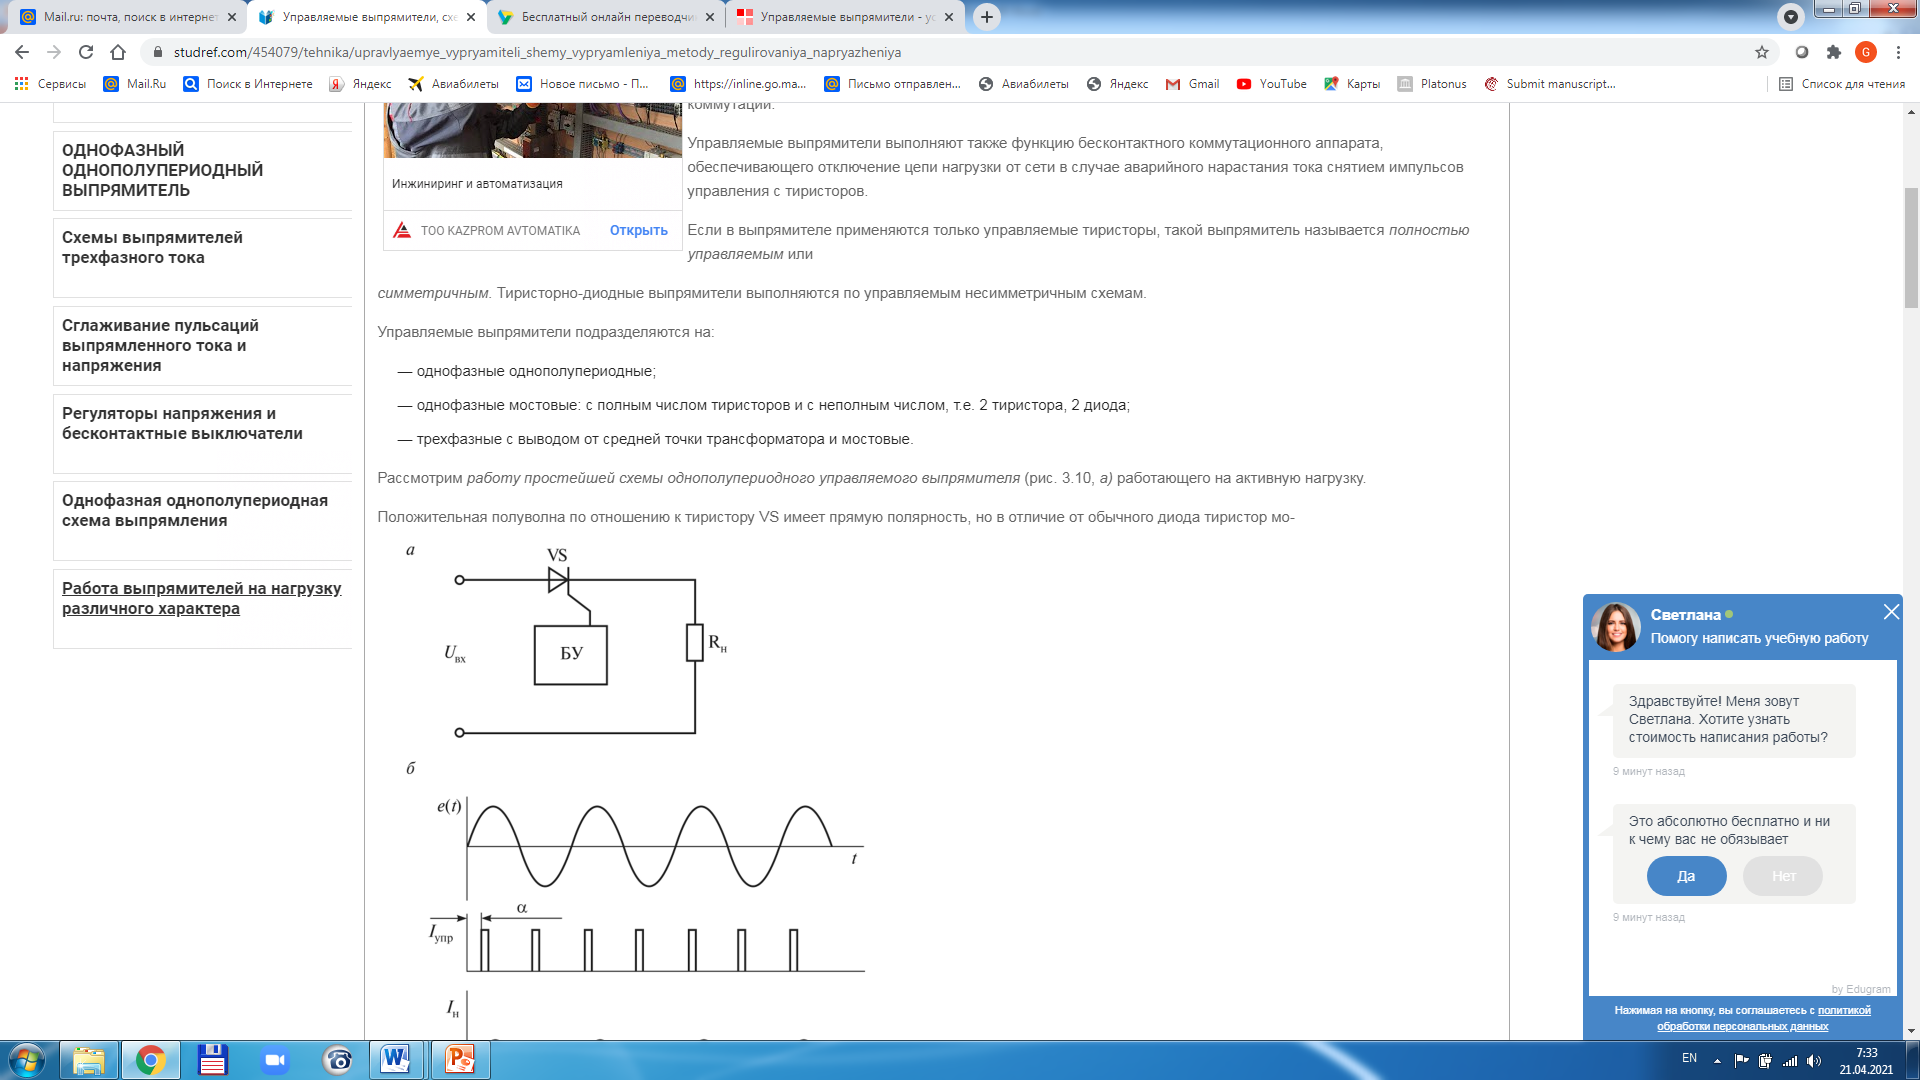 Mail.ru: почта, поиск в интернет
Управляемые выпрямители, схе
Бесплатный онлайн переводчи
Управляемые выпрямители - ус
studref.com/454079/tehnika/upravlyaemye_vypryamiteli_shemy_vypryamleniya_metody_regulirovaniya_napryazheniya
G
Сервисы
Mail.Ru
Поиск в Интернете
Яндекс
Авиабилеты
Новое письмо - П...
https://inline.go.ma...
Письмо отправлен...
Авиабилеты
Яндекс
Gmail
YouTube
Карты
Platonus
Submit manuscript...
Список для чтения
ОДНОФАЗНЫЙ
ОДНОПОЛУПЕРИОДНЫЙ
ВЫПРЯМИТЕЛЬ
Схемы выпрямителей
трехфазного тока
Сглаживание пульсаций
выпрямленного тока и
напряжения
Регуляторы напряжения и
бесконтактные выключатели
Однофазная однополупериодная
схема выпрямления
Работа выпрямителей на нагрузку
различного характера
Инжиниринг и автоматизация
ТОО KAZPROM AVTOMATIKA
Открыть
коммутации.
Управляемые выпрямители выполняют также функцию бесконтактного коммутационного аппарата,
обеспечивающего отключение цепи нагрузки от сети в случае аварийного нарастания тока снятием импульсов
управления с тиристоров.
Если в выпрямителе применяются только управляемые тиристоры, такой выпрямитель называется полностью
управляемым или
симметричным. Тиристорно-диодные выпрямители выполняются по управляемым несимметричным схемам.
Управляемые выпрямители подразделяются на:
— однофазные однополупериодные;
— однофазные мостовые: с полным числом тиристоров и с неполным числом, т.е. 2 тиристора, 2 диода;
— трехфазные с выводом от средней точки трансформатора и мостовые.
Рассмотрим работу простейшей схемы однополупериодного управляемого выпрямителя (рис. 3.10, а) работающего на активную нагрузку.
Положительная полуволна по отношению к тиристору VS имеет прямую полярность, но в отличие от обычного диода тиристор мо-
а
VS
Uвх
БУ
Rн
б
e(t)
t
α
Iупр
Iн
Светлана
Помогу написать учебную работу
Здравствуйте! Меня зовут
Светлана. Хотите узнать
стоимость написания работы?
9 минут назад
Это абсолютно бесплатно и ни
к чему вас не обязывает
Да
Нет
9 минут назад
by Edugram
Нажимая на кнопку, вы соглашаетесь с политикой
обработки персональных данных
EN
7:33
21.04.2021